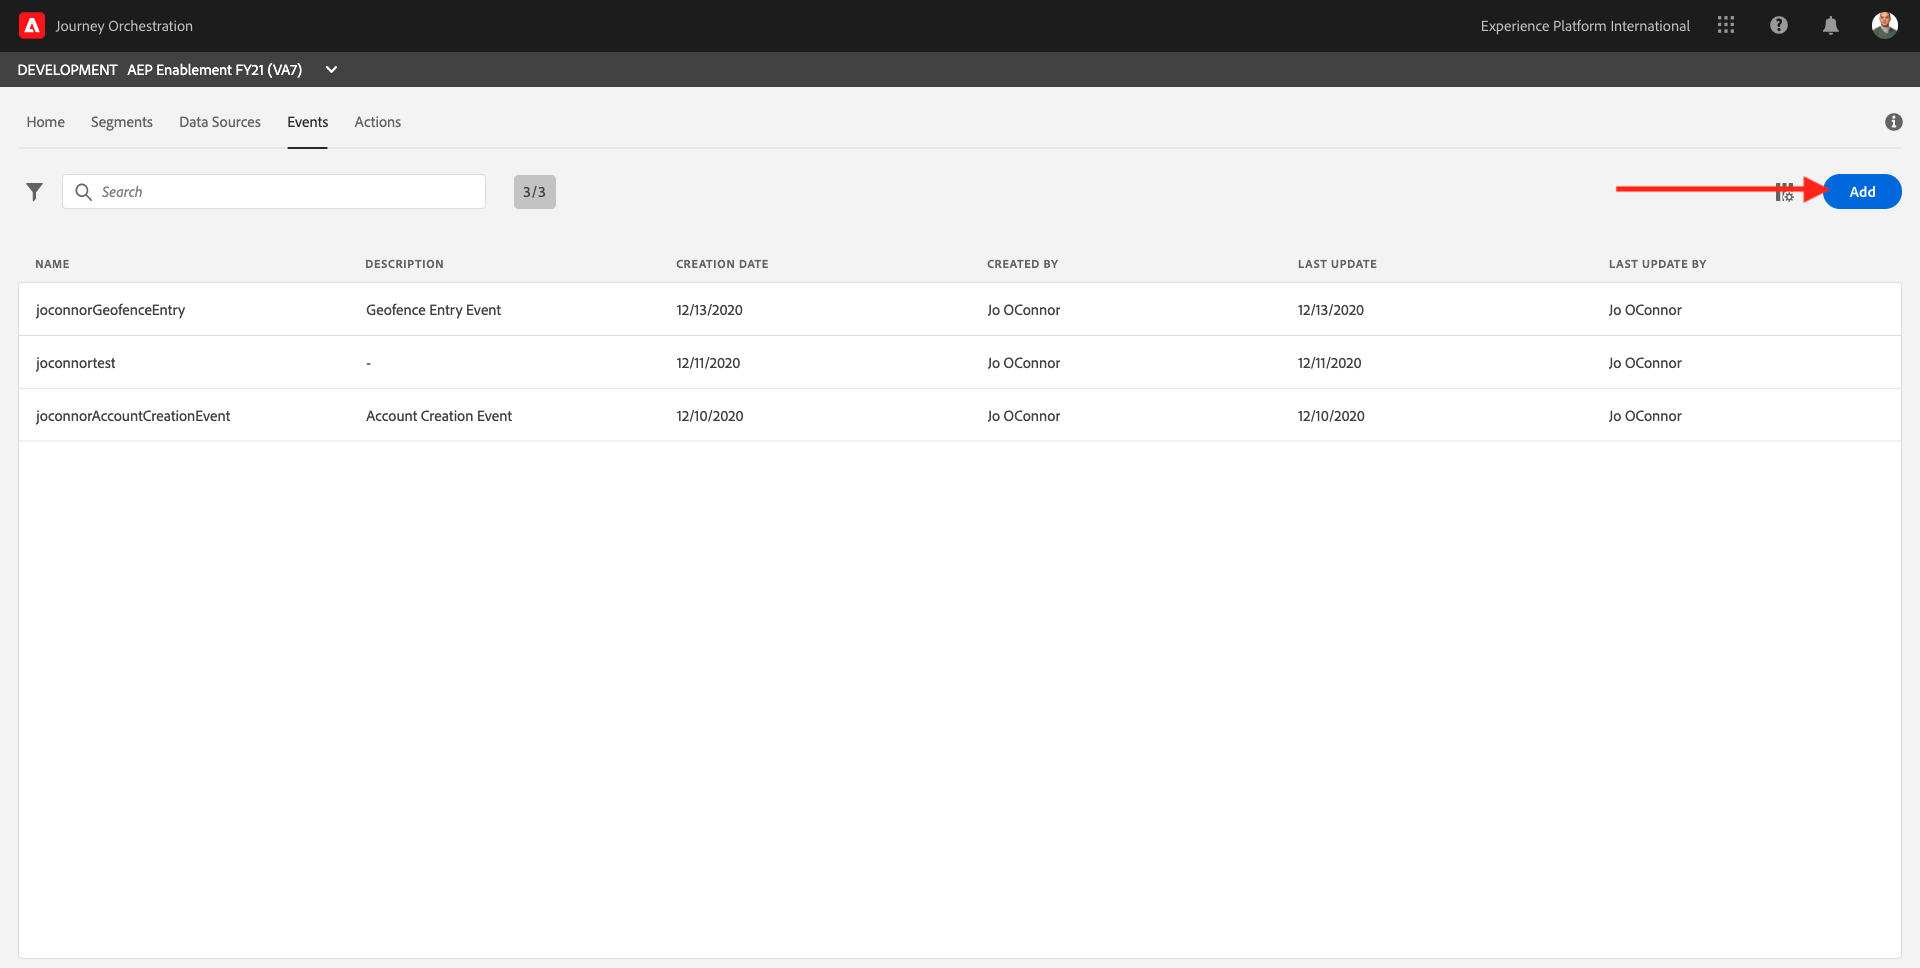 Journey Orchestration
Experience Platform International
DEVELOPMENT AEP Enablement FY21 (VA7)
Home Segments Data Sources Events Actions
Search
3/3
Add
NAME DESCRIPTION CREATION DATE CREATED BY LAST UPDATE LAST UPDATE BY
joconnorGeofenceEntry Geofence Entry Event 12/13/2020 Jo OConnor 12/13/2020 Jo OConnor
joconnortest - 12/11/2020 Jo OConnor 12/11/2020 Jo OConnor
joconnorAccountCreationEvent Account Creation Event 12/10/2020 Jo OConnor 12/10/2020 Jo OConnor